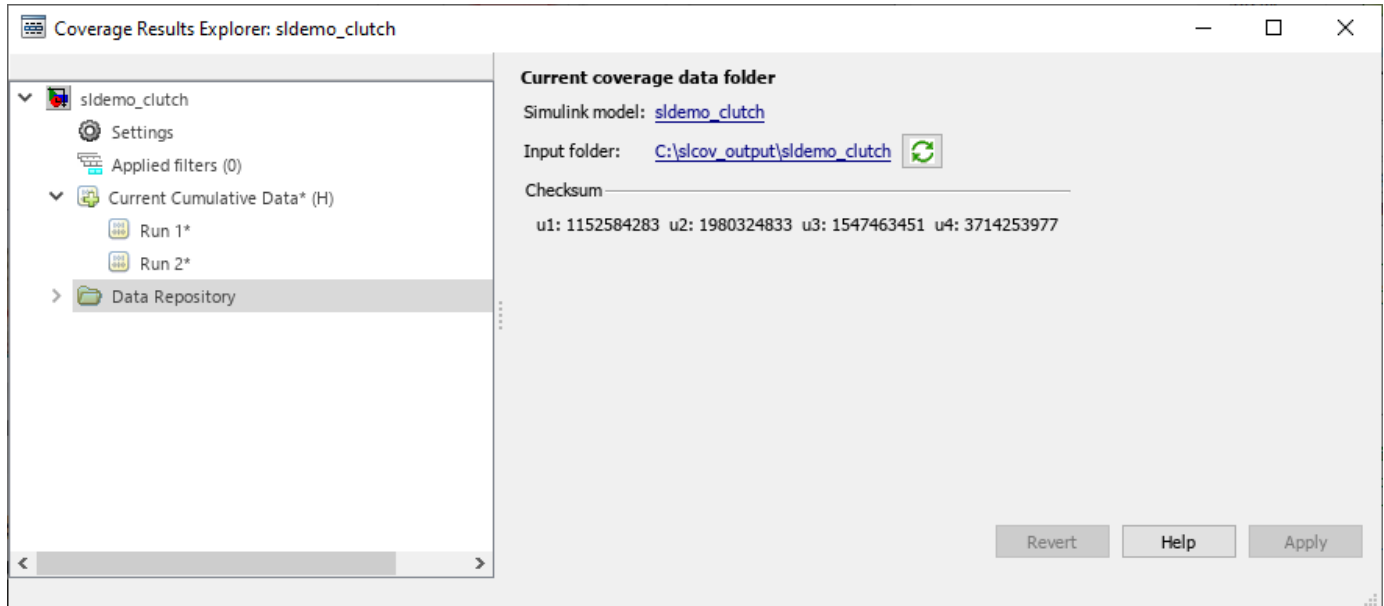 Coverage Results Explorer: sldemo_clutch
sldemo_clutch
Settings
Applied filters (0)
Current Cumulative Data* (H)
Run 1*
Run 2*
Data Repository
Current coverage data folder
Simulink model: sldemo_clutch
Input folder: C:\slcov_output\sldemo_clutch
Checksum
u1: 1152584283 u2: 1980324833 u3: 1547463451 u4: 3714253977
Revert Help Apply